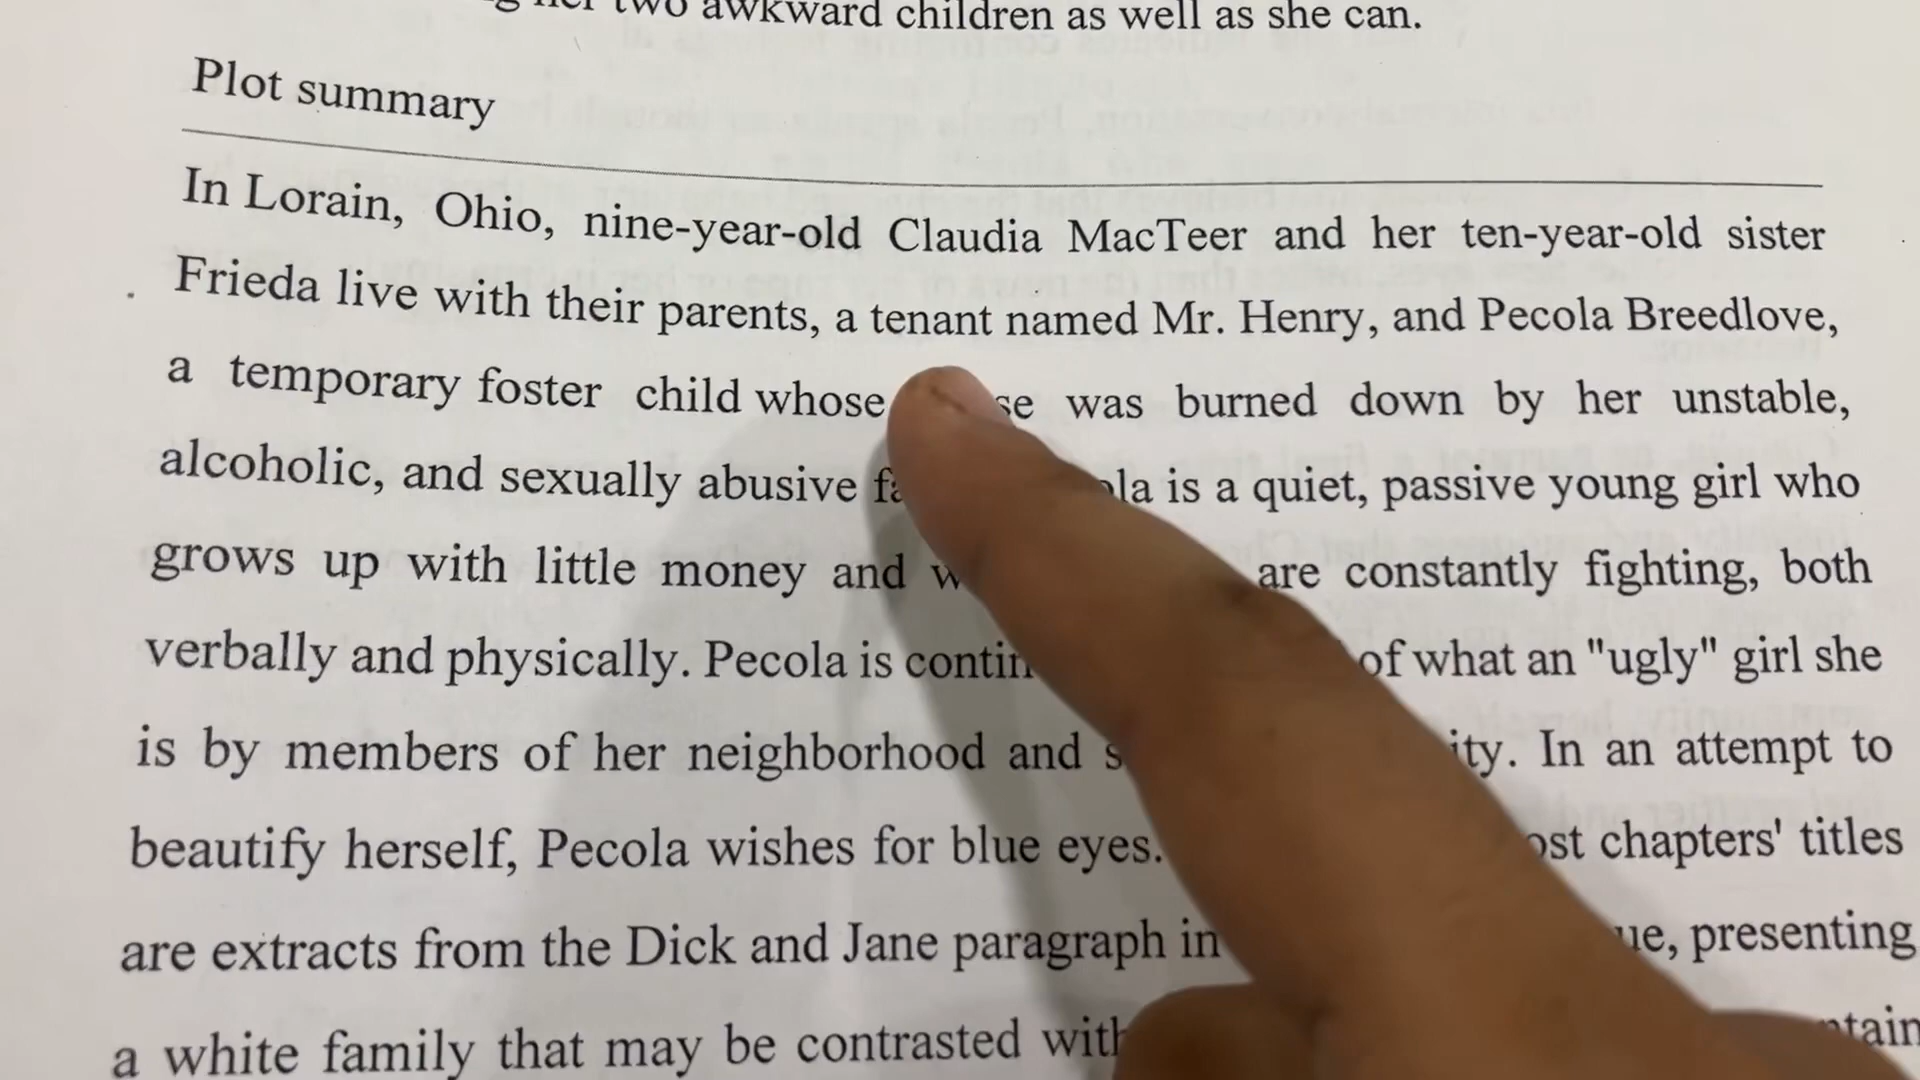 her two awkward children as well as she can.
Plot summary
In Lorain, Ohio, nine-year-old Claudia MacTeer and her ten-year-old sister
Frieda live with their parents, a tenant named Mr. Henry, and Pecola Breedlove,
a temporary foster child whose was burned down by her unstable,
alcoholic, and sexually abusive is a quiet, passive young girl who
grows up with little money and are constantly fighting, both
verbally and physically. Pecola is of what an "ugly" girl she
is by members of her neighborhood and In an attempt to
beautify herself, Pecola wishes for blue eyes. chapters' titles
are extracts from the Dick and Jane paragraph in presenting
a white family that may be contrasted with